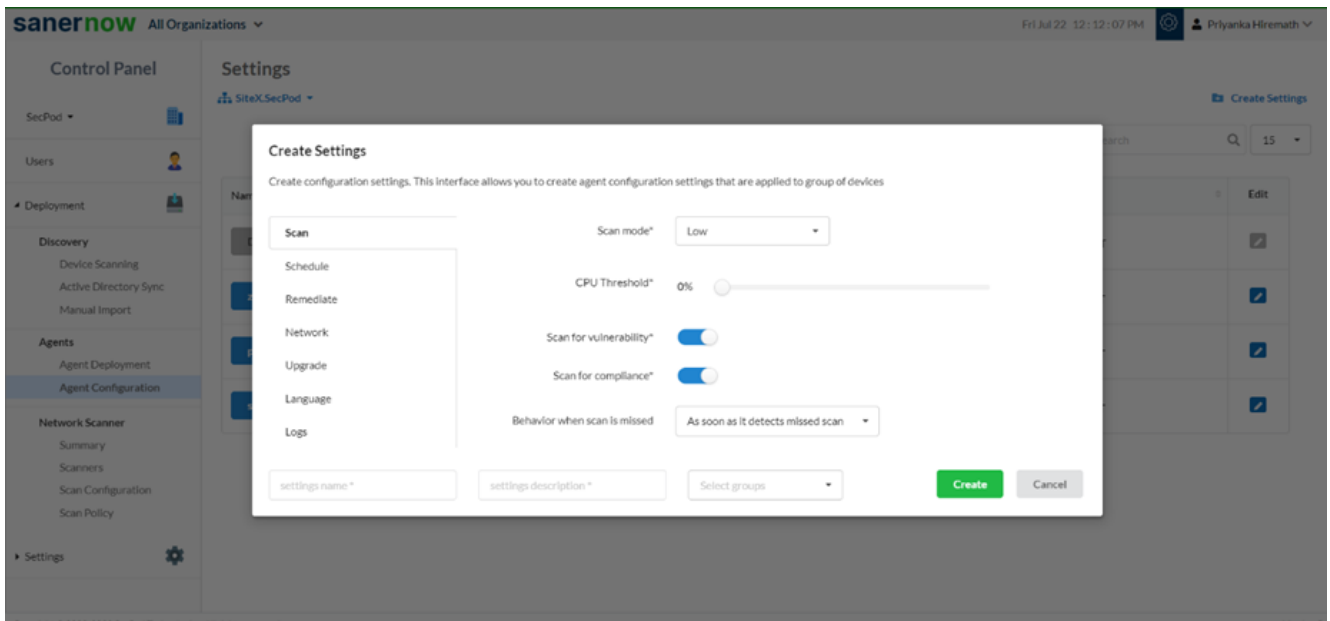 sanernow All Organizations
Fri Jul 22 12:12:07 PM
Priyanka Hiremath
Control Panel
SecPod
Users
Deployment
Discovery
Device Scanning
Active Directory Sync
Manual Import
Agents
Agent Deployment
Agent Configuration
Network Scanner
Summary
Scanners
Scan Configuration
Scan Policy
Settings
Settings
SiteX.SecPod
Create Settings
15
Edit
Create Settings
Create configuration settings. This interface allows you to create agent configuration settings that are applied to group of devices
Scan
Schedule
Remediate
Network
Upgrade
Language
Logs
Scan mode* Low
CPU Threshold* 0%
Scan for vulnerability*
Scan for compliance*
Behavior when scan is missed As soon as it detects missed scan
settings name * settings description * Select groups Create Cancel